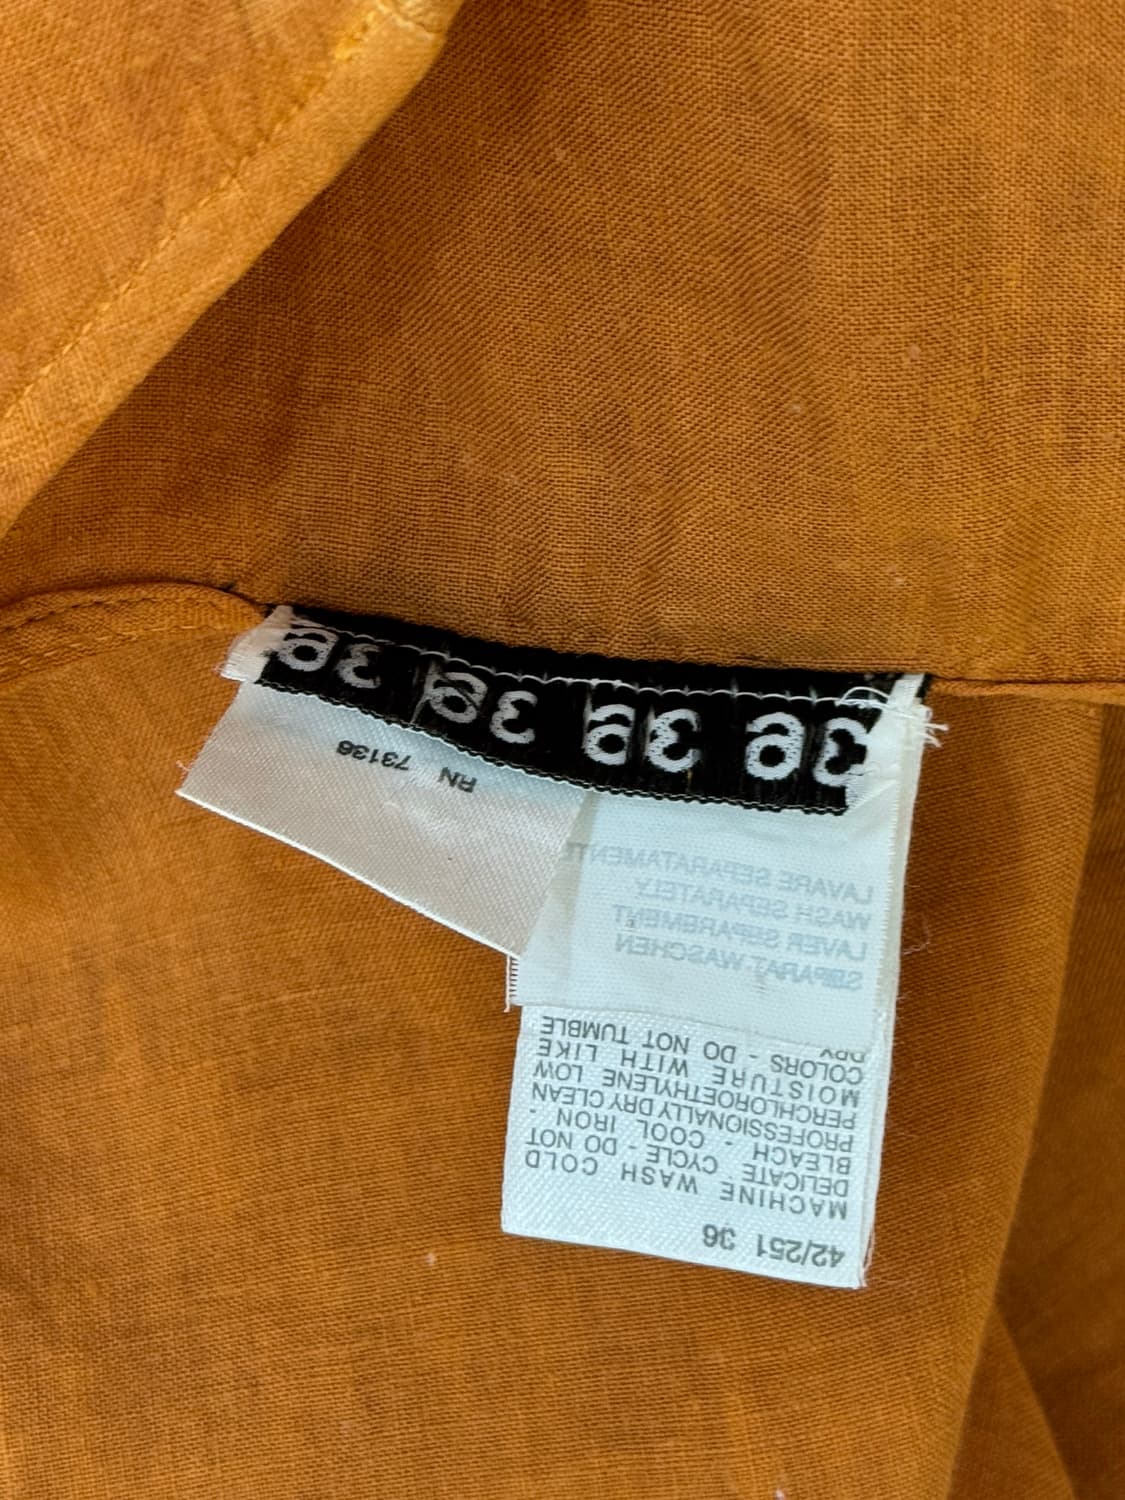 36 36 36 36
RN 73136
LAVARE SEPARATAMENTE
WASH SEPARATELY
LAVER SEPAREMENT
SEPARAT WASCHEN
42/251 36
MACHINE WASH COLD
DELICATE CYCLE - DO NOT
BLEACH - COOL IRON -
PROFESSIONALLY DRY CLEAN
PERCHLOROETHYLENE LOW
MOISTURE WITH LIKE
COLORS - DO NOT TUMBLE
DRY